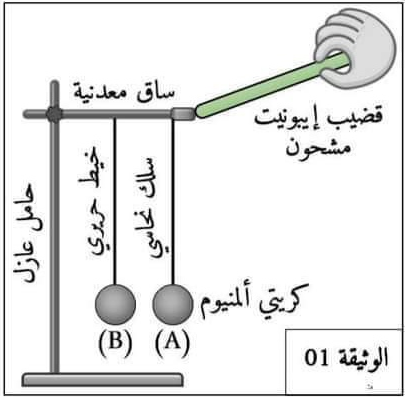 ساق معدنية
قضيب إيبونيت
مشحون
حامل عازل
خيط حريري
سلك نحاسي
كريتي ألمنيوم
(B) (A)
الوثيقة 01